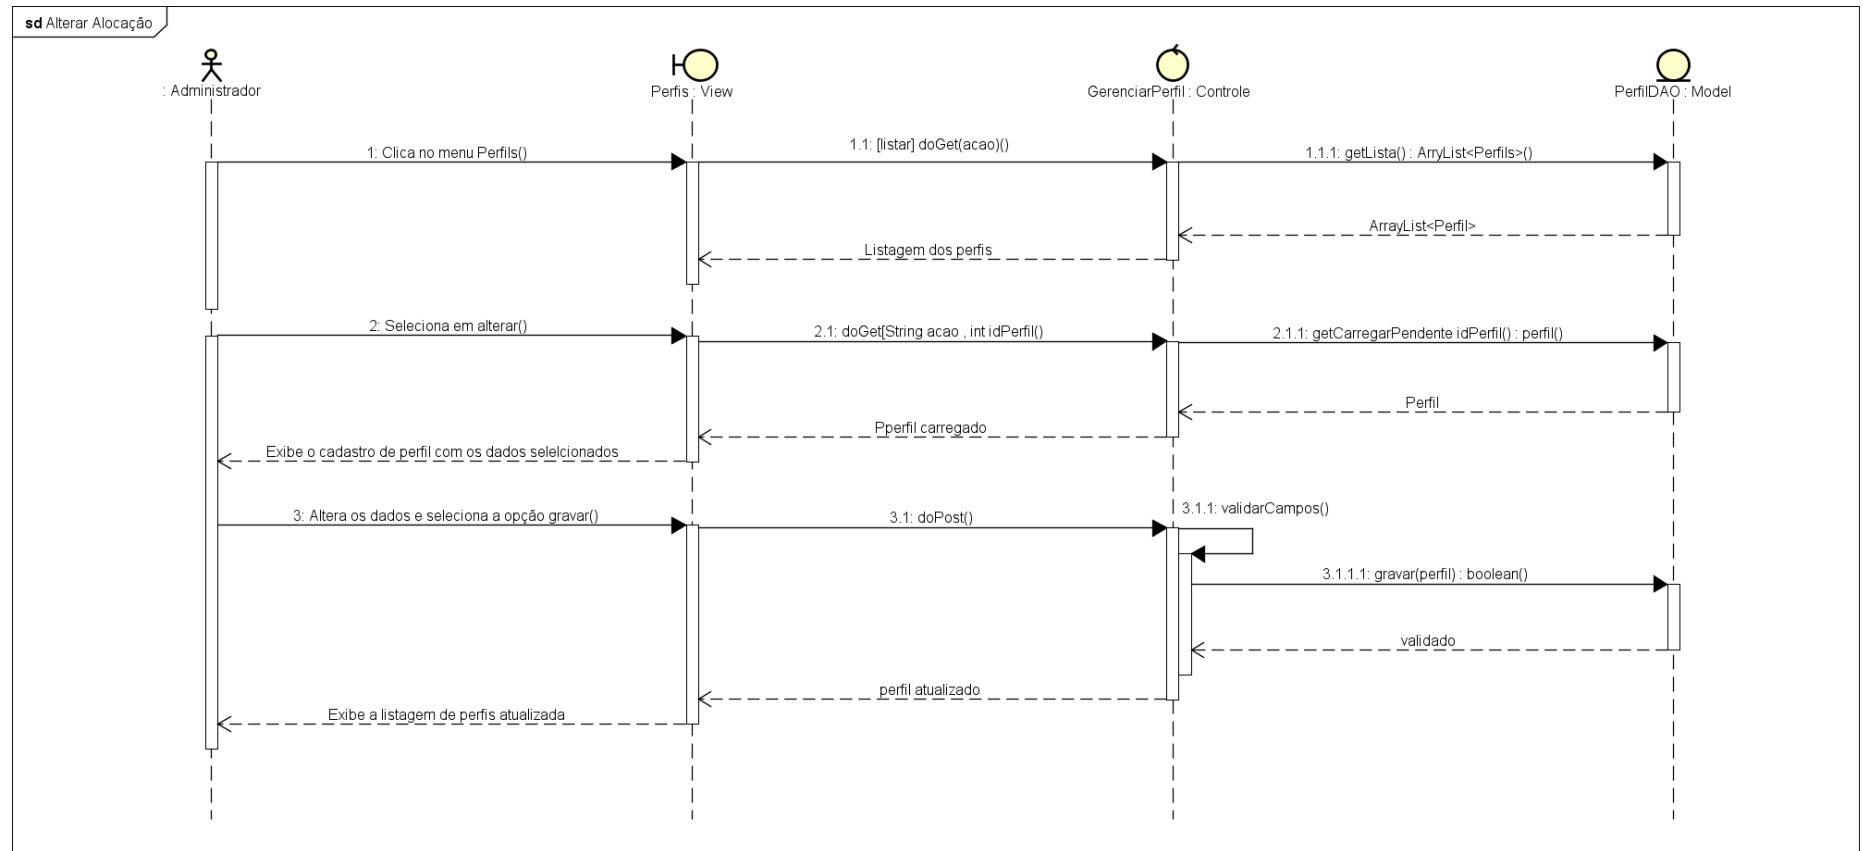 sd Alterar Alocação
: Administrador
Perfis : View
GerenciarPerfil : Controle
PerfilDAO : Model
1: Clica no menu Perfils()
1.1: [listar] doGet(acao)()
1.1.1: getLista() : ArryList<Perfils>()
ArrayList<Perfil>
Listagem dos perfis
2: Seleciona em alterar()
2.1: doGet[String acao , int idPerfil()
2.1.1: getCarregarPendente idPerfil() : perfil()
Perfil
Pperfil carregado
Exibe o cadastro de perfil com os dados selelcionados
3: Altera os dados e seleciona a opção gravar()
3.1: doPost()
3.1.1: validarCampos()
3.1.1.1: gravar(perfil) : boolean()
validado
perfil atualizado
Exibe a listagem de perfis atualizada